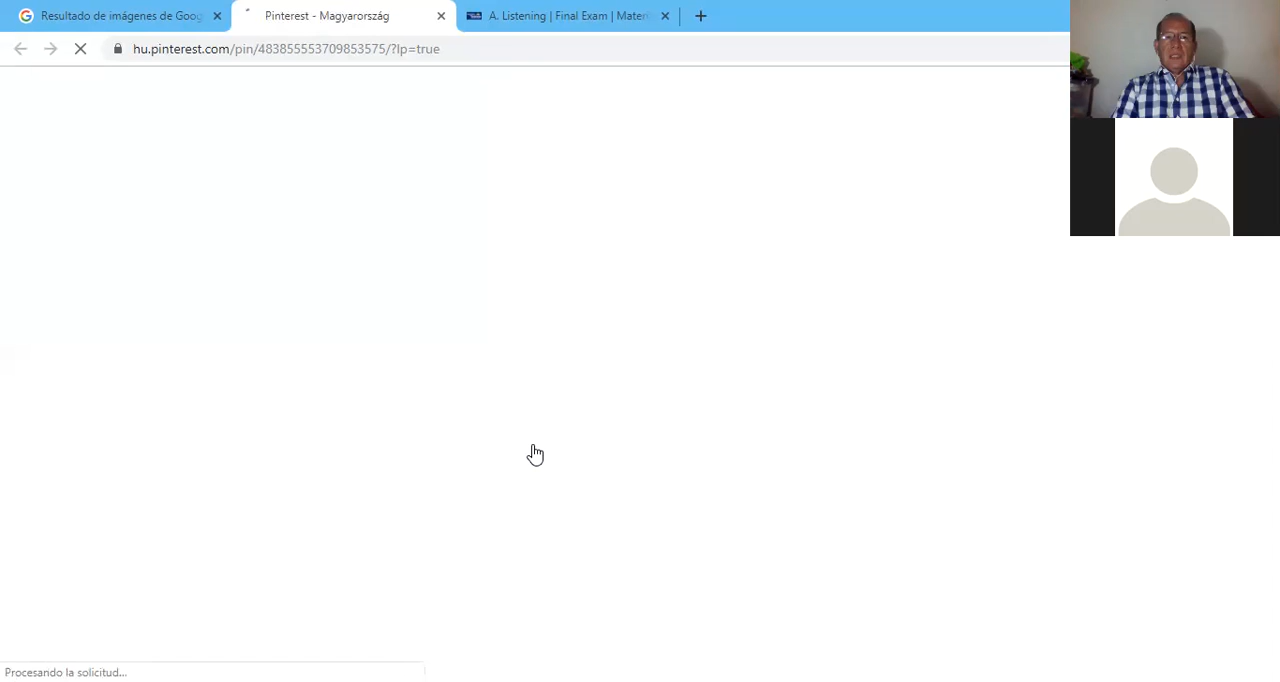 Resultado de imágenes de Goog
Pinterest - Magyarország
A. Listening | Final Exam | Mater
hu.pinterest.com/pin/483855553709853575/?lp=true
Procesando la solicitud...